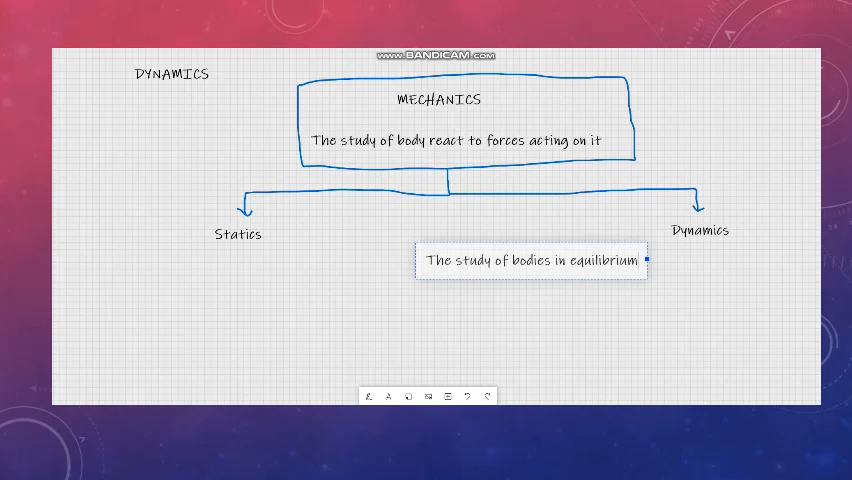 www.BANDICAM.com
DYNAMICS
MECHANICS
The study of body react to forces acting on it
Statics
Dynamics
The study of bodies in equilibrium
A